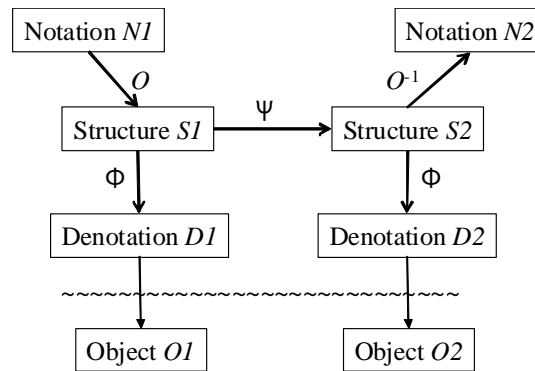 Notation N1
Notation N2
O
O⁻¹
Structure S1
Ψ
Structure S2
Φ
Φ
Denotation D1
Denotation D2
~~~~~~~~~~~~~~~~~~~~~~~~~~~~~~~~~~~~~~~~
Object O1
Object O2